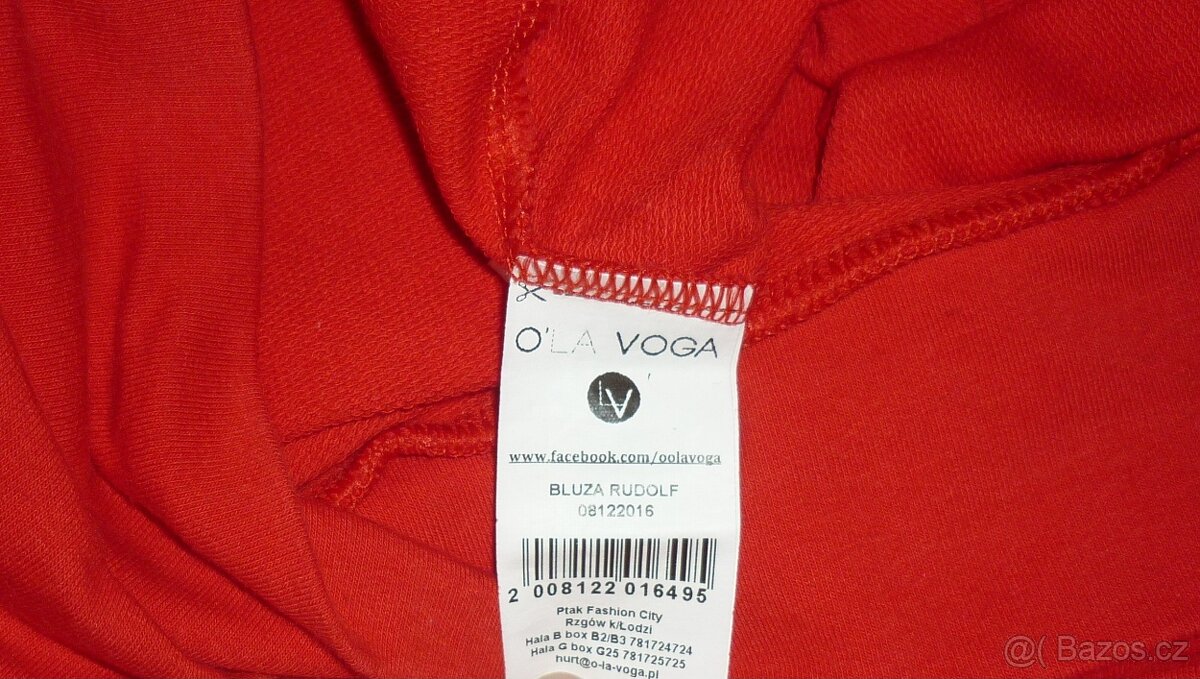 O'LA VOGA
LV
www.facebook.com/oolavoga
BLUZA RUDOLF
08122016
2 008122 016495
Ptak Fashion City
Rzgów k/Łodzi
Hala B box B2/B3 781724724
Hala G box G25 781725725
hurt@o-la-voga.pl
@( Bazos.cz